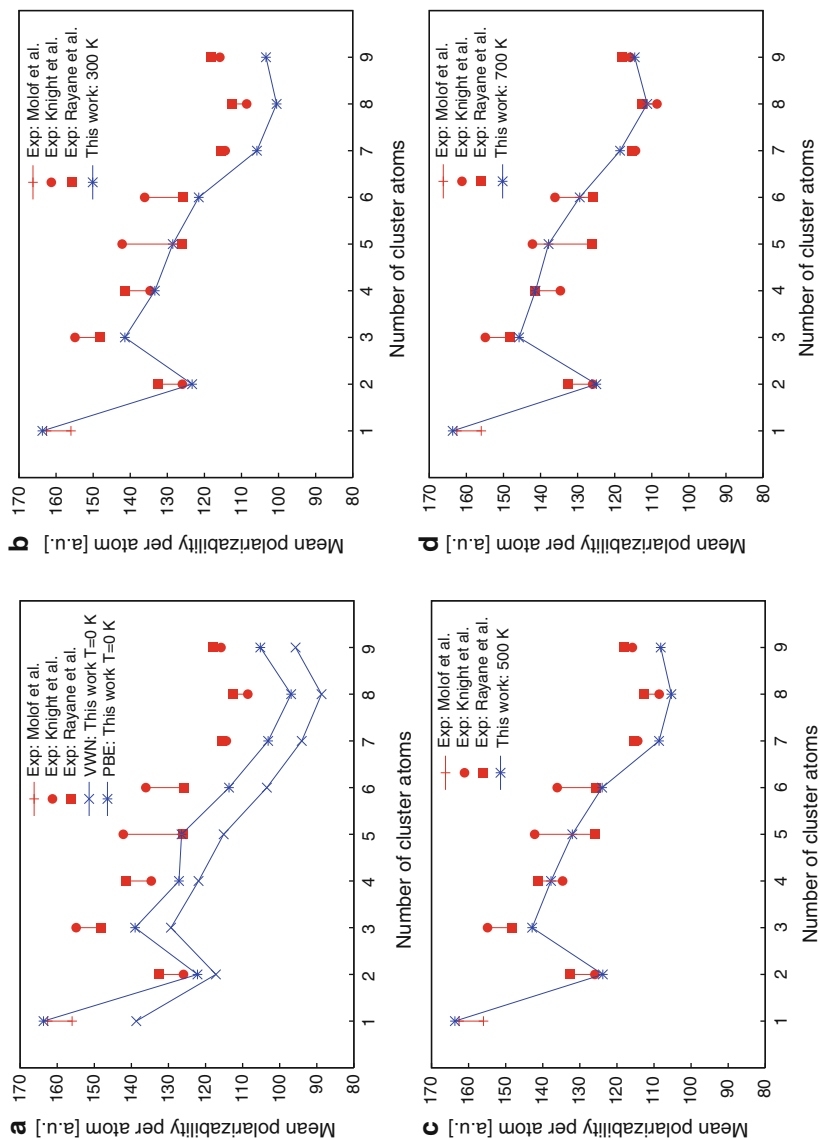 a
Mean polarizability per atom [a.u.]
170
160
150
140
130
120
110
100
90
80
Exp: Molof et al.
Exp: Knight et al.
Exp: Rayane et al.
VWN: This work T=0 K
PBE: This work T=0 K
1 2 3 4 5 6 7 8 9
Number of cluster atoms
b
Mean polarizability per atom [a.u.]
170
160
150
140
130
120
110
100
90
80
Exp: Molof et al.
Exp: Knight et al.
Exp: Rayane et al.
This work: 300 K
1 2 3 4 5 6 7 8 9
Number of cluster atoms
c
Mean polarizability per atom [a.u.]
170
160
150
140
130
120
110
100
90
80
Exp: Molof et al.
Exp: Knight et al.
Exp: Rayane et al.
This work: 500 K
1 2 3 4 5 6 7 8 9
Number of cluster atoms
d
Mean polarizability per atom [a.u.]
170
160
150
140
130
120
110
100
90
80
Exp: Molof et al.
Exp: Knight et al.
Exp: Rayane et al.
This work: 700 K
1 2 3 4 5 6 7 8 9
Number of cluster atoms